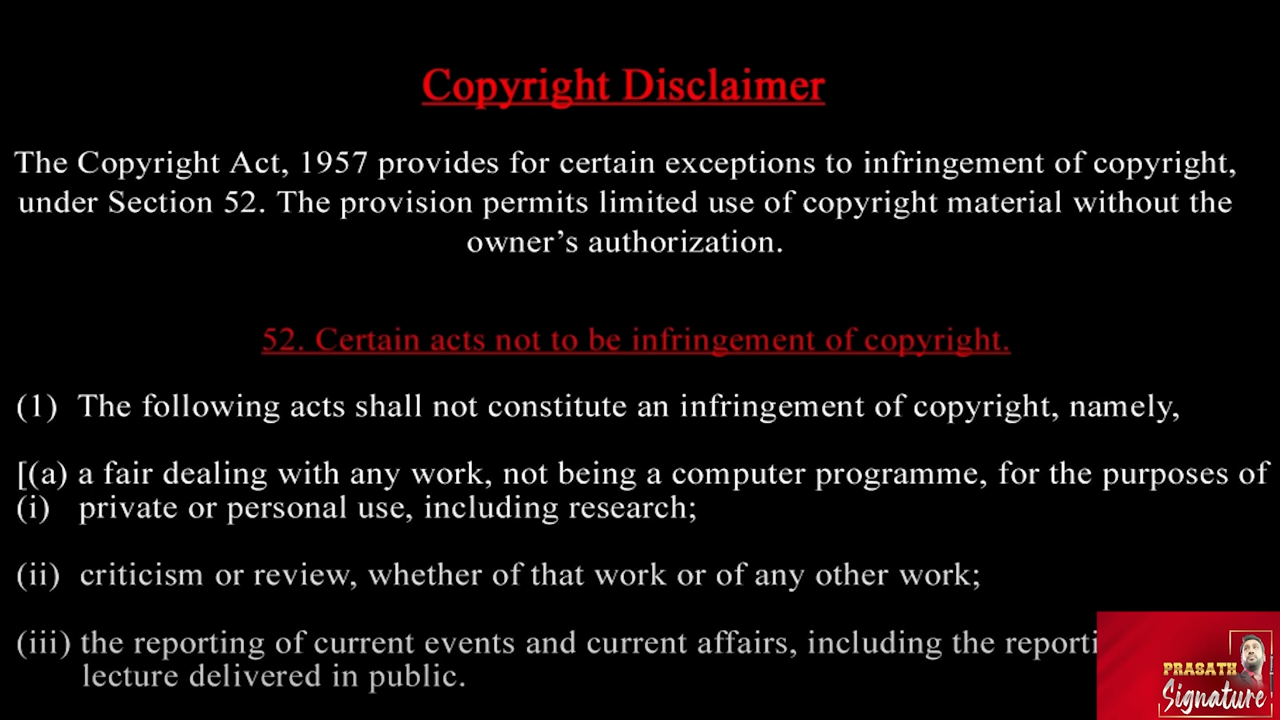 Copyright Disclaimer
The Copyright Act, 1957 provides for certain exceptions to infringement of copyright,
under Section 52. The provision permits limited use of copyright material without the
owner’s authorization.
52. Certain acts not to be infringement of copyright.
(1) The following acts shall not constitute an infringement of copyright, namely,
[(a) a fair dealing with any work, not being a computer programme, for the purposes of
(i) private or personal use, including research;
(ii) criticism or review, whether of that work or of any other work;
(iii) the reporting of current events and current affairs, including the reporti
lecture delivered in public.
PRASATH
Signature